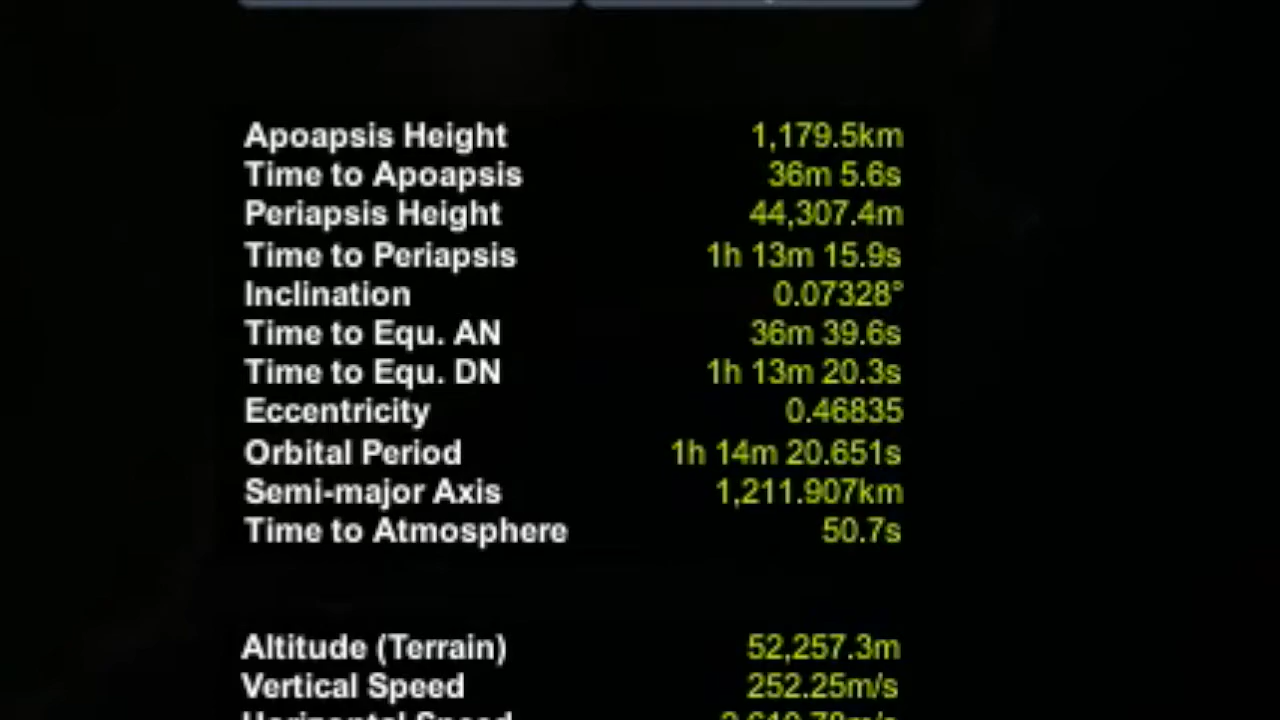 Apoapsis Height 1,179.5km
Time to Apoapsis 36m 5.6s
Periapsis Height 44,307.4m
Time to Periapsis 1h 13m 15.9s
Inclination 0.07328°
Time to Equ. AN 36m 39.6s
Time to Equ. DN 1h 13m 20.3s
Eccentricity 0.46835
Orbital Period 1h 14m 20.651s
Semi-major Axis 1,211.907km
Time to Atmosphere 50.7s
Altitude (Terrain) 52,257.3m
Vertical Speed 252.25m/s
Horizontal Speed